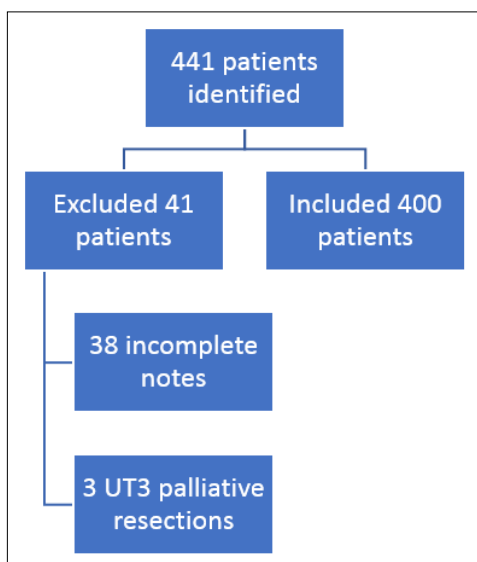 441 patients
identified
Excluded 41
patients
Included 400
patients
38 incomplete
notes
3 UT3 palliative
resections